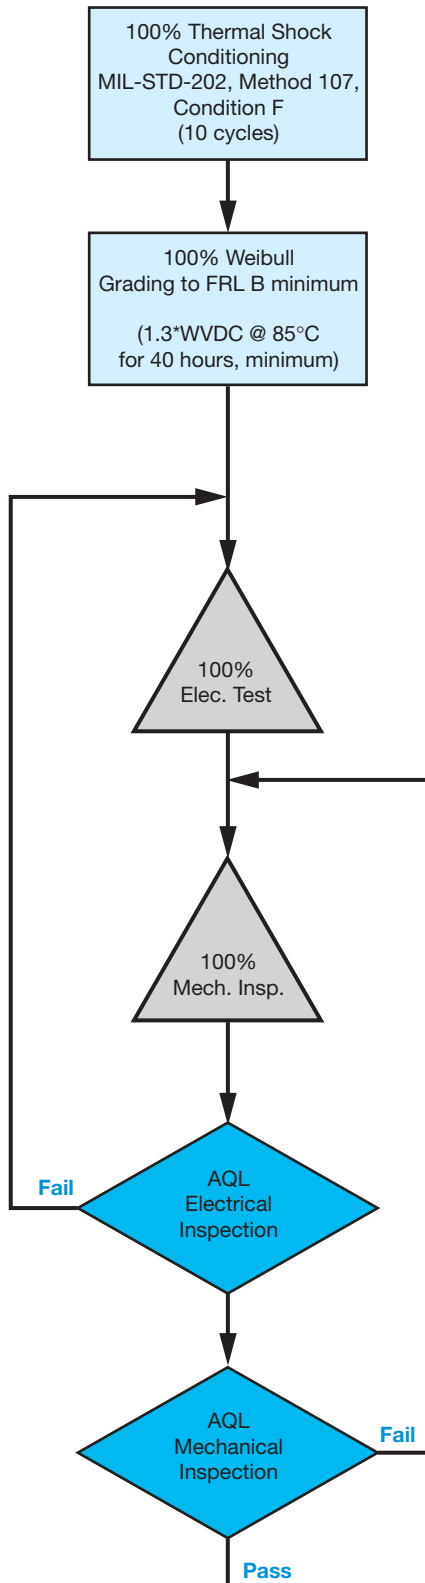 100% Thermal Shock
Conditioning
MIL-STD-202, Method 107,
Condition F
(10 cycles)
100% Weibull
Grading to FRL B minimum
(1.3*WVDC @ 85°C
for 40 hours, minimum)
100%
Elec. Test
100%
Mech. Insp.
AQL
Electrical
Inspection
Fail
AQL
Mechanical
Inspection
Fail
Pass